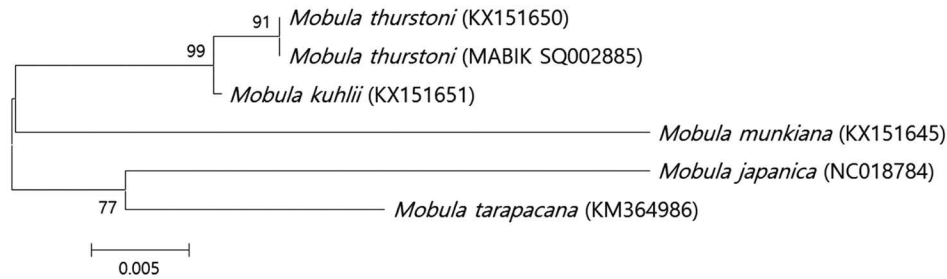 91
Mobula thurstoni (KX151650)
99
Mobula thurstoni (MABIK SQ002885)
Mobula kuhlii (KX151651)
Mobula munkiana (KX151645)
Mobula japanica (NC018784)
77
Mobula tarapacana (KM364986)
0.005